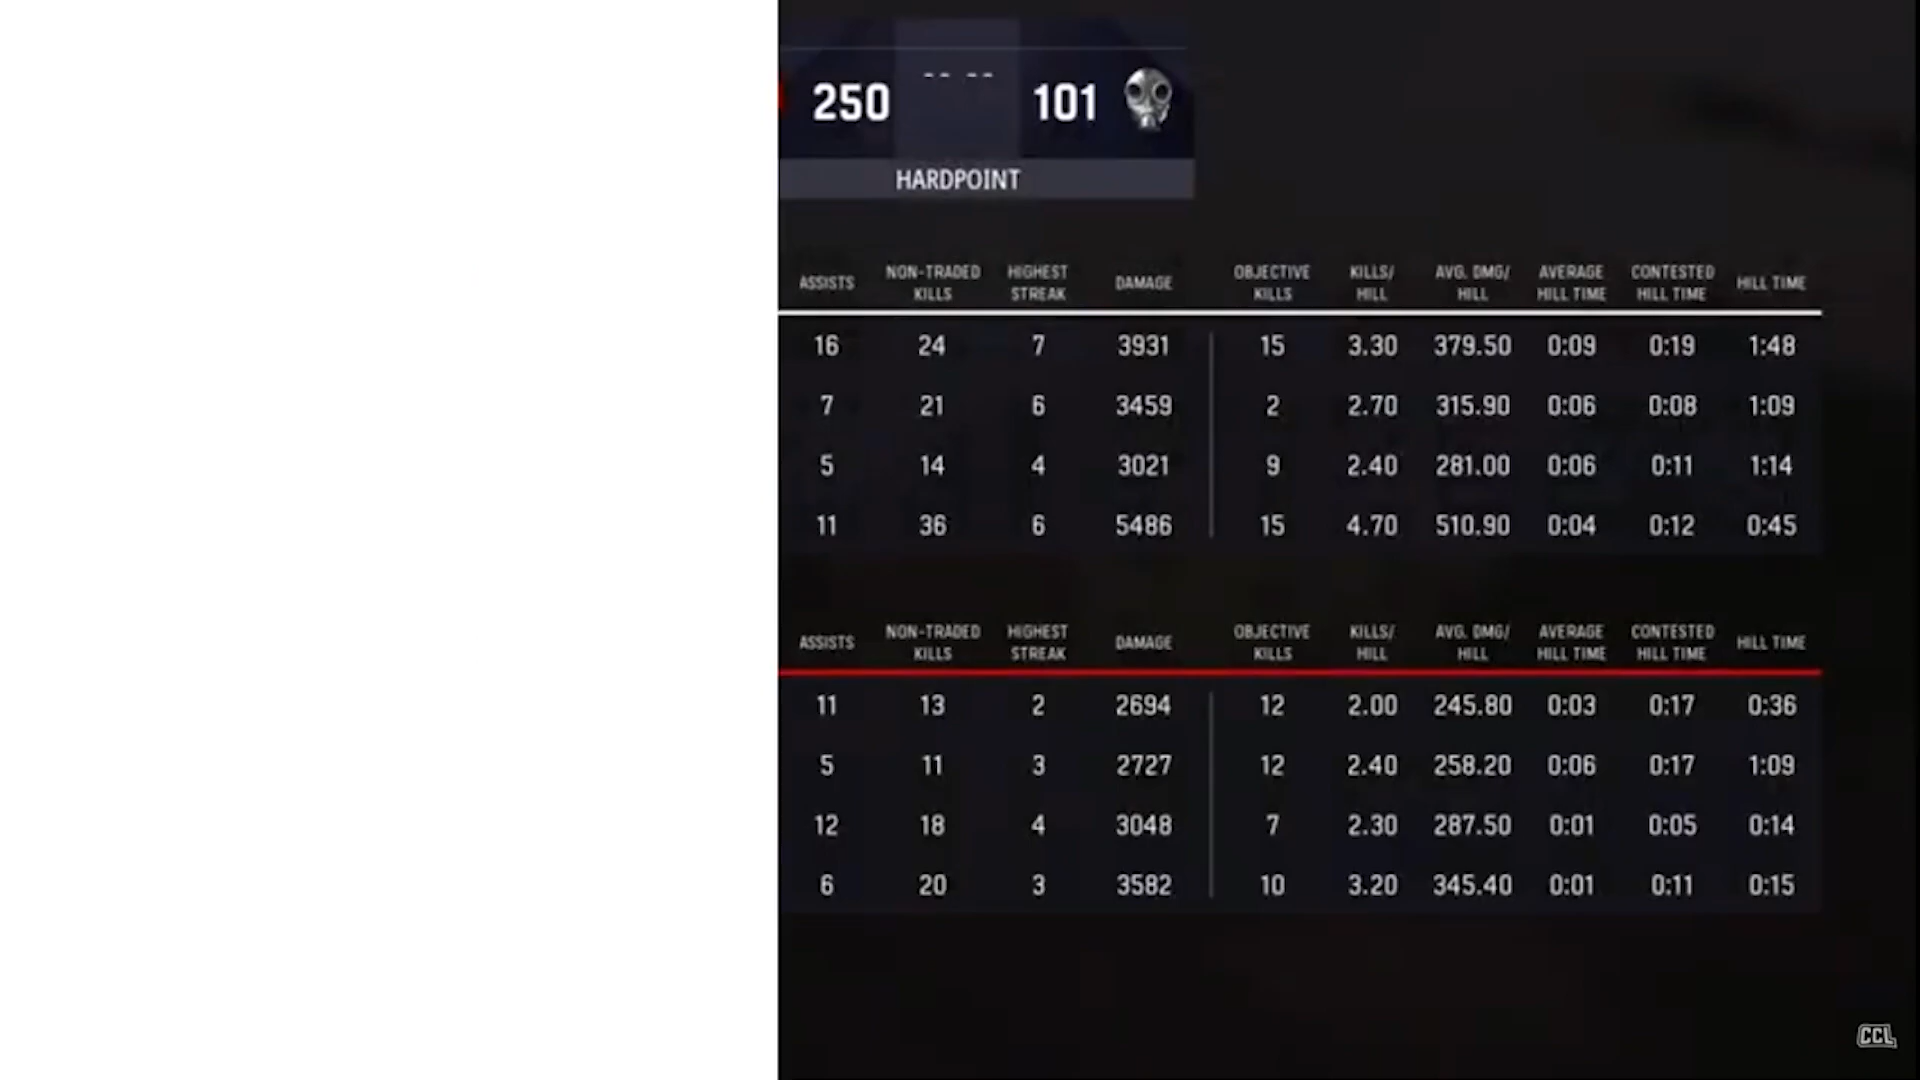 250 101
HARDPOINT
ASSISTS NON-TRADED KILLS HIGHEST STREAK DAMAGE OBJECTIVE KILLS KILLS/ HILL AVG. DMG/ HILL AVERAGE HILL TIME CONTESTED HILL TIME HILL TIME
16 24 7 3931 15 3.30 379.50 0:09 0:19 1:48
7 21 6 3459 2 2.70 315.90 0:06 0:08 1:09
5 14 4 3021 9 2.40 281.00 0:06 0:11 1:14
11 36 6 5486 15 4.70 510.90 0:04 0:12 0:45
ASSISTS NON-TRADED KILLS HIGHEST STREAK DAMAGE OBJECTIVE KILLS KILLS/ HILL AVG. DMG/ HILL AVERAGE HILL TIME CONTESTED HILL TIME HILL TIME
11 13 2 2694 12 2.00 245.80 0:03 0:17 0:36
5 11 3 2727 12 2.40 258.20 0:06 0:17 1:09
12 18 4 3048 7 2.30 287.50 0:01 0:05 0:14
6 20 3 3582 10 3.20 345.40 0:01 0:11 0:15
CCL